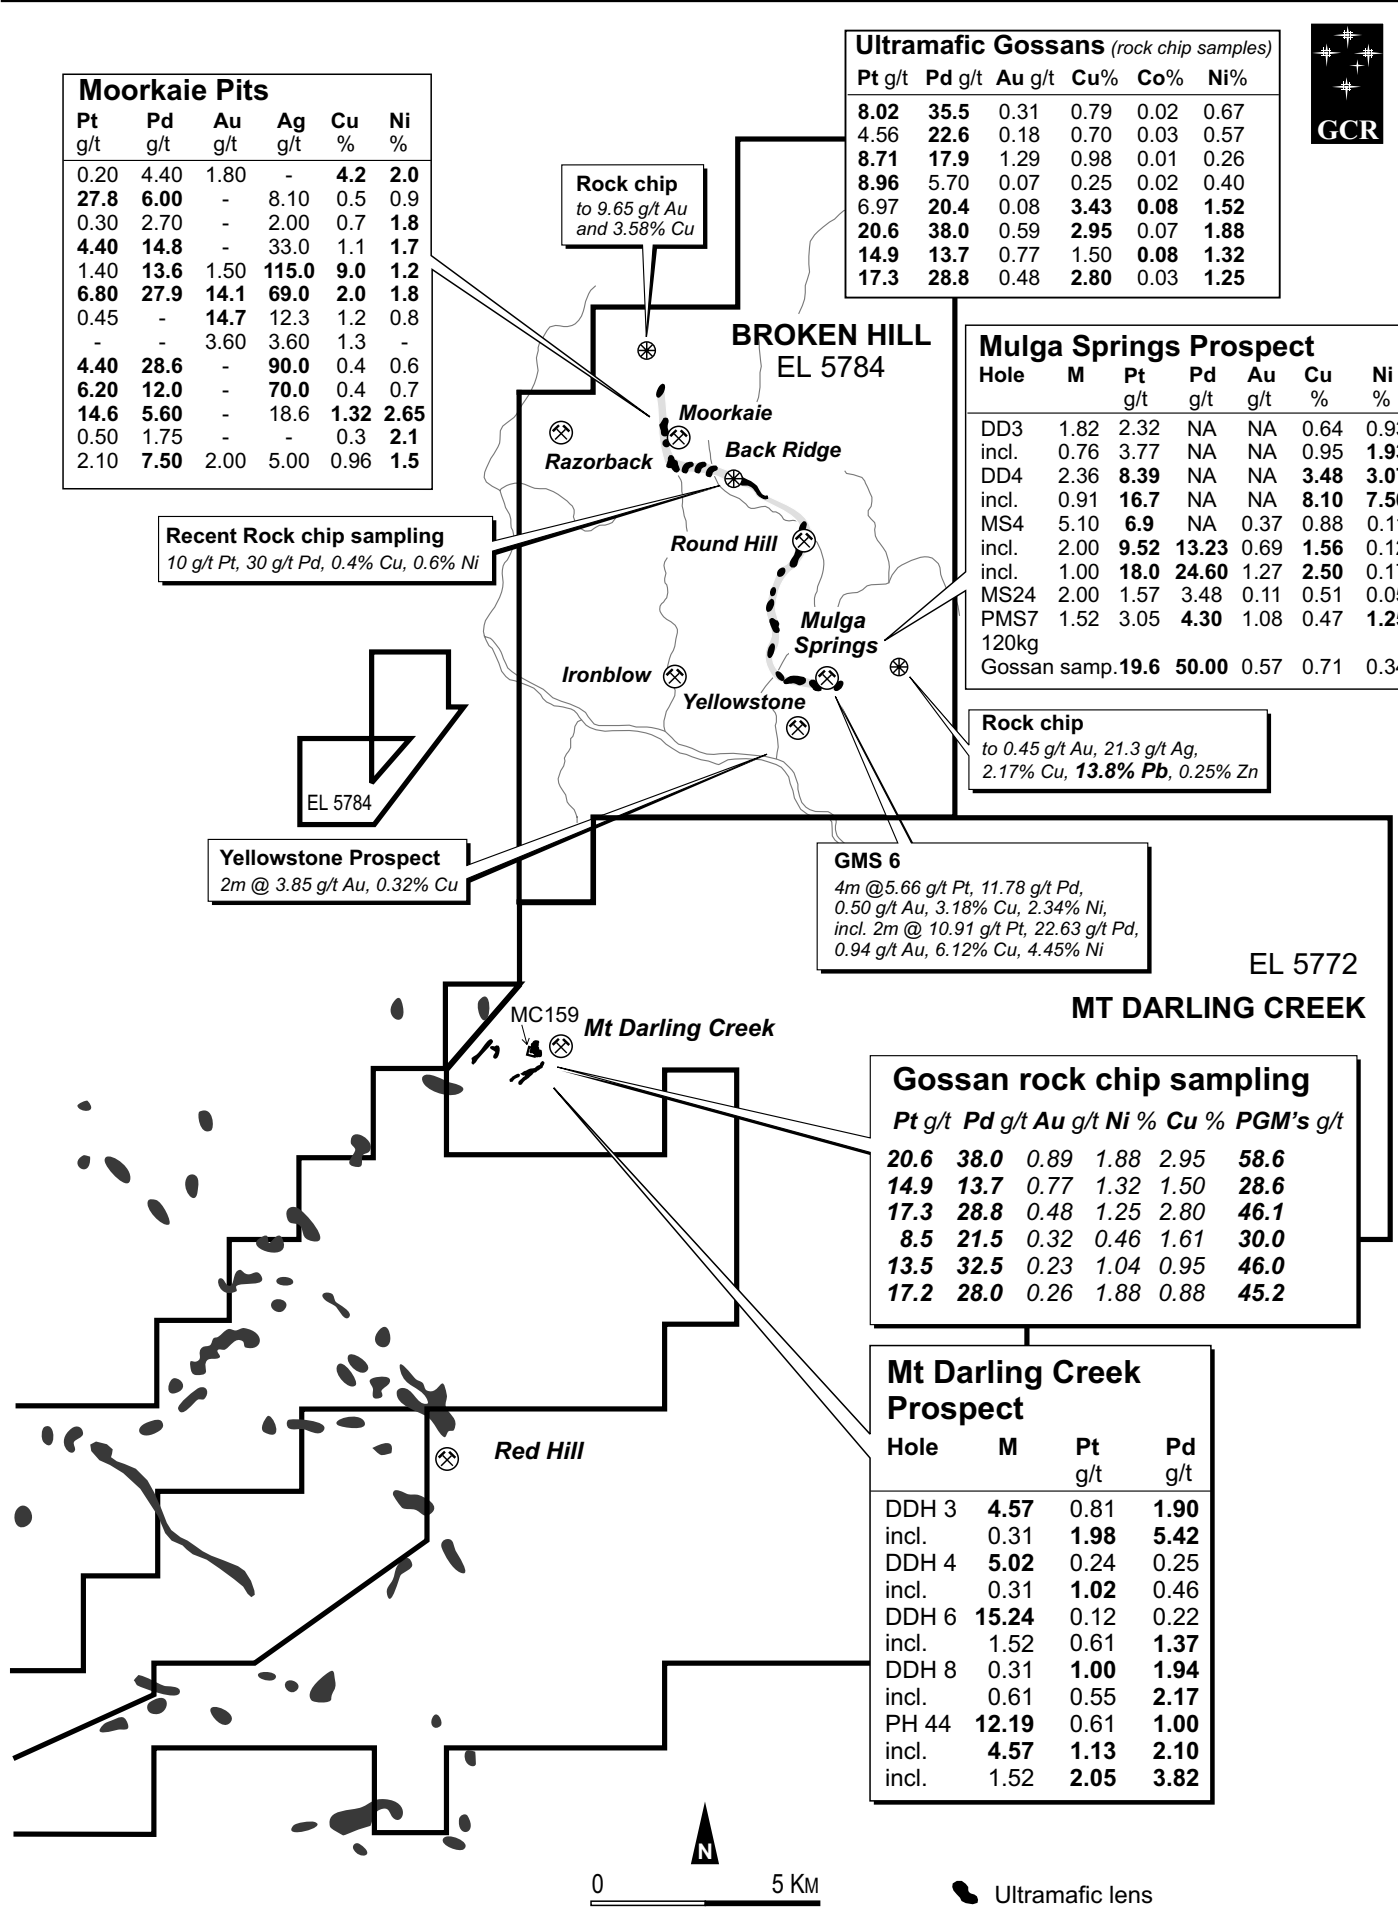 Moorkaie Pits
Pt Pd Au Ag Cu Ni
g/t g/t g/t g/t % %
0.20 4.40 1.80 - 4.2 2.0
27.8 6.00 - 8.10 0.5 0.9
0.30 2.70 - 2.00 0.7 1.8
4.40 14.8 - 33.0 1.1 1.7
1.40 13.6 1.50 115.0 9.0 1.2
6.80 27.9 14.1 69.0 2.0 1.8
0.45 - 14.7 12.3 1.2 0.8
- - 3.60 3.60 1.3 -
4.40 28.6 - 90.0 0.4 0.6
6.20 12.0 - 70.0 0.4 0.7
14.6 5.60 - 18.6 1.32 2.65
0.50 1.75 - - 0.3 2.1
2.10 7.50 2.00 5.00 0.96 1.5
Rock chip
to 9.65 g/t Au
and 3.58% Cu
Ultramafic Gossans (rock chip samples)
Pt g/t Pd g/t Au g/t Cu% Co% Ni%
8.02 35.5 0.31 0.79 0.02 0.67
4.56 22.6 0.18 0.70 0.03 0.57
8.71 17.9 1.29 0.98 0.01 0.26
8.96 5.70 0.07 0.25 0.02 0.40
6.97 20.4 0.08 3.43 0.08 1.52
20.6 38.0 0.59 2.95 0.07 1.88
14.9 13.7 0.77 1.50 0.08 1.32
17.3 28.8 0.48 2.80 0.03 1.25
GCR
BROKEN HILL
EL 5784
Mulga Springs Prospect
Hole M Pt Pd Au Cu Ni
g/t g/t g/t % %
DD3 1.82 2.32 NA NA 0.64 0.9
incl. 0.76 3.77 NA NA 0.95 1.9
DD4 2.36 8.39 NA NA 3.48 3.0
incl. 0.91 16.7 NA NA 8.10 7.5
MS4 5.10 6.9 NA 0.37 0.88 0.1
incl. 2.00 9.52 13.23 0.69 1.56 0.1
incl. 1.00 18.0 24.60 1.27 2.50 0.1
MS24 2.00 1.57 3.48 0.11 0.51 0.0
PMS7 1.52 3.05 4.30 1.08 0.47 1.2
120kg
Gossan samp. 19.6 50.00 0.57 0.71 0.3
Moorkaie
Razorback
Back Ridge
Recent Rock chip sampling
10 g/t Pt, 30 g/t Pd, 0.4% Cu, 0.6% Ni
Round Hill
Mulga
Springs
Ironblow
Yellowstone
Rock chip
to 0.45 g/t Au, 21.3 g/t Ag,
2.17% Cu, 13.8% Pb, 0.25% Zn
EL 5784
Yellowstone Prospect
2m @ 3.85 g/t Au, 0.32% Cu
GMS 6
4m @5.66 g/t Pt, 11.78 g/t Pd,
0.50 g/t Au, 3.18% Cu, 2.34% Ni,
incl. 2m @ 10.91 g/t Pt, 22.63 g/t Pd,
0.94 g/t Au, 6.12% Cu, 4.45% Ni
EL 5772
MT DARLING CREEK
MC159
Mt Darling Creek
Gossan rock chip sampling
Pt g/t Pd g/t Au g/t Ni % Cu % PGM's g/t
20.6 38.0 0.89 1.88 2.95 58.6
14.9 13.7 0.77 1.32 1.50 28.6
17.3 28.8 0.48 1.25 2.80 46.1
8.5 21.5 0.32 0.46 1.61 30.0
13.5 32.5 0.23 1.04 0.95 46.0
17.2 28.0 0.26 1.88 0.88 45.2
Mt Darling Creek
Prospect
Hole M Pt Pd
g/t g/t
DDH 3 4.57 0.81 1.90
incl. 0.31 1.98 5.42
DDH 4 5.02 0.24 0.25
incl. 0.31 1.02 0.46
DDH 6 15.24 0.12 0.22
incl. 1.52 0.61 1.37
DDH 8 0.31 1.00 1.94
incl. 0.61 0.55 2.17
PH 44 12.19 0.61 1.00
incl. 4.57 1.13 2.10
incl. 1.52 2.05 3.82
Red Hill
N
0 5 KM
Ultramafic lens